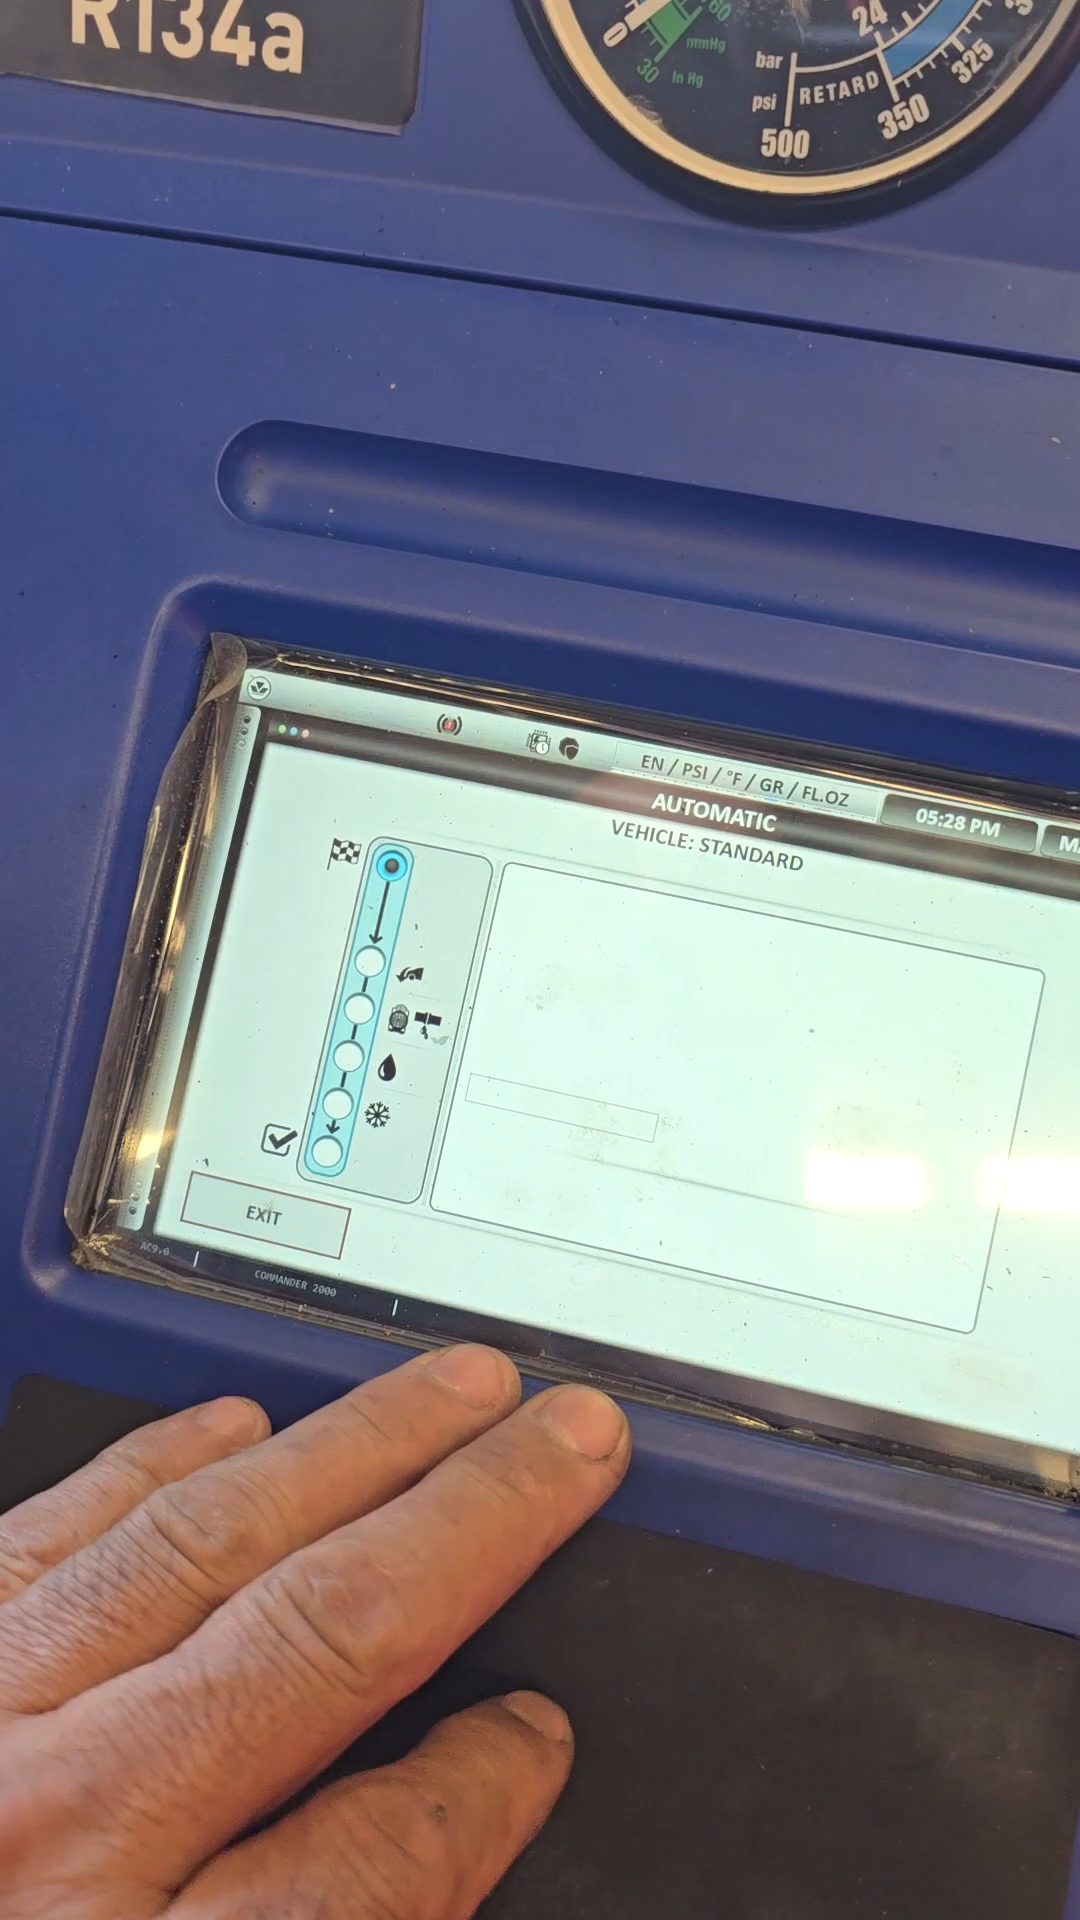 R134a
0
30
60
mmHg
In Hg
bar
psi
RETARD
24
500
350
325
EN / PSI / °F / GR / FL.OZ
05:28 PM
AUTOMATIC
VEHICLE: STANDARD
EXIT
AC9.0
COMMANDER 2000